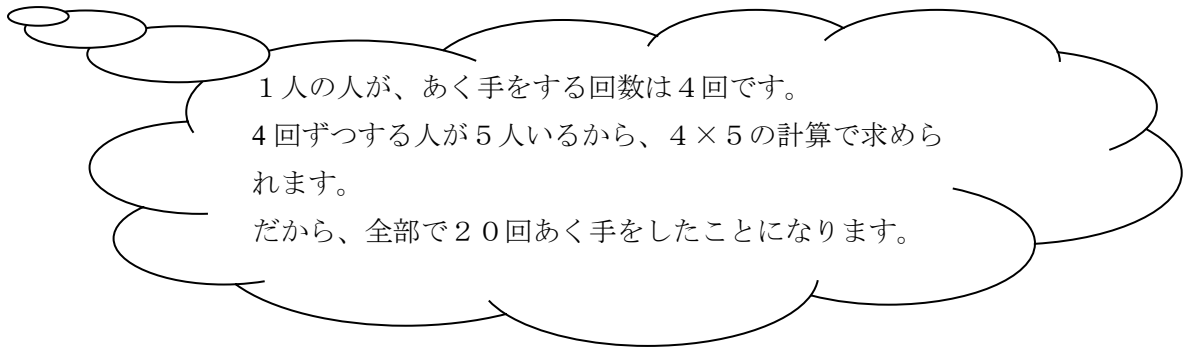 １人の人が、あく手をする回数は４回です。
４回ずつする人が５人いるから、４×５の計算で求めら
れます。
だから、全部で２０回あく手をしたことになります。